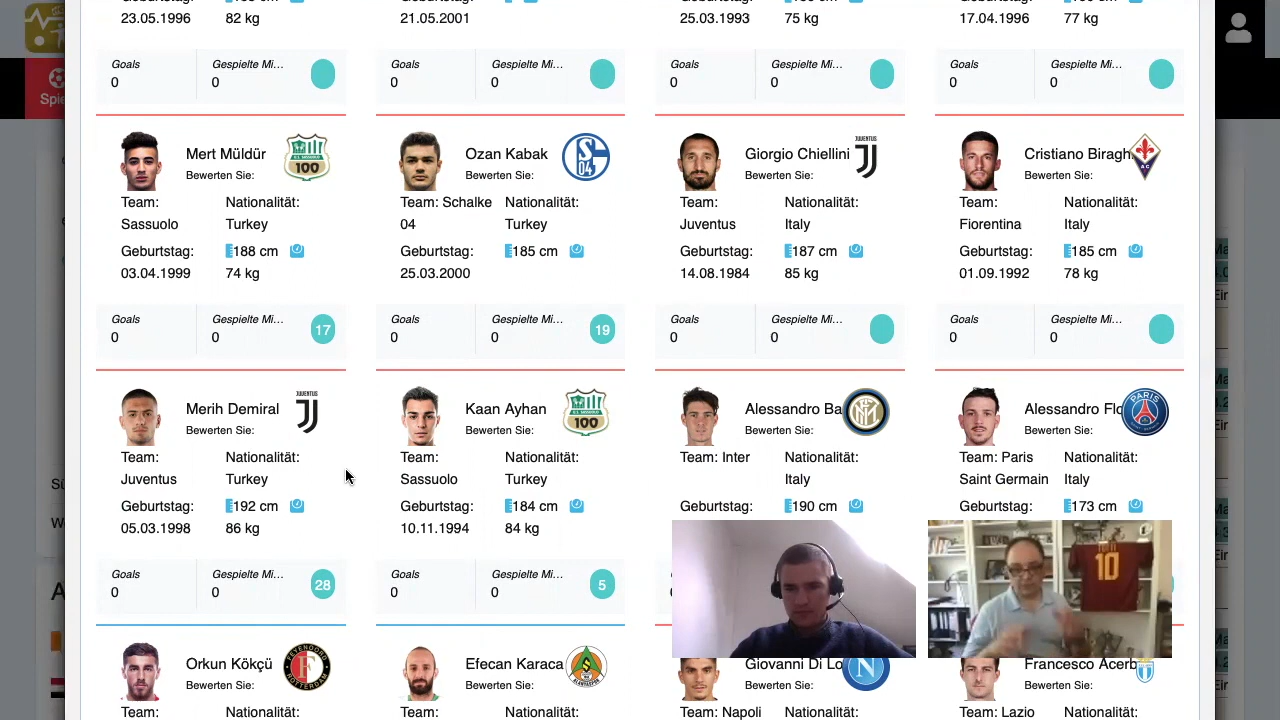 23.05.1996 82 kg
21.05.2001
25.03.1993 75 kg
17.04.1996 77 kg
Goals Gespielte Mi...
0 0
Goals Gespielte Mi...
0 0
Goals Gespielte Mi...
0 0
Goals Gespielte Mi...
0 0
Mert Müldür
Bewerten Sie:
Team: Nationalität:
Sassuolo Turkey
Geburtstag: 188 cm
03.04.1999 74 kg
Goals Gespielte Mi...
0 0 17
Ozan Kabak
Bewerten Sie:
Team: Schalke Nationalität:
04 Turkey
Geburtstag: 185 cm
25.03.2000
Goals Gespielte Mi...
0 0 19
Giorgio Chiellini
Bewerten Sie:
Team: Nationalität:
Juventus Italy
Geburtstag: 187 cm
14.08.1984 85 kg
Goals Gespielte Mi...
0 0
Cristiano Biragh
Bewerten Sie:
Team: Nationalität:
Fiorentina Italy
Geburtstag: 185 cm
01.09.1992 78 kg
Goals Gespielte Mi...
0 0
Merih Demiral
Bewerten Sie:
Team: Nationalität:
Juventus Turkey
Geburtstag: 192 cm
05.03.1998 86 kg
Goals Gespielte Mi...
0 0 28
Kaan Ayhan
Bewerten Sie:
Team: Nationalität:
Sassuolo Turkey
Geburtstag: 184 cm
10.11.1994 84 kg
Goals Gespielte Mi...
0 0 5
Alessandro Ba
Bewerten Sie:
Team: Inter Nationalität:
Italy
Geburtstag: 190 cm
Alessandro Flo
Bewerten Sie:
Team: Paris Nationalität:
Saint Germain Italy
Geburtstag: 173 cm
Orkun Kökçü
Bewerten Sie:
Team: Nationalität:
Efecan Karaca
Bewerten Sie:
Team: Nationalität:
Giovanni Di Lo
Bewerten Sie:
Team: Napoli Nationalität:
Francesco Acerb
Bewerten Sie:
Team: Lazio Nationalität:
Spie
JUVENTUS
100
04
JUVENTUS
100
PARIS
10